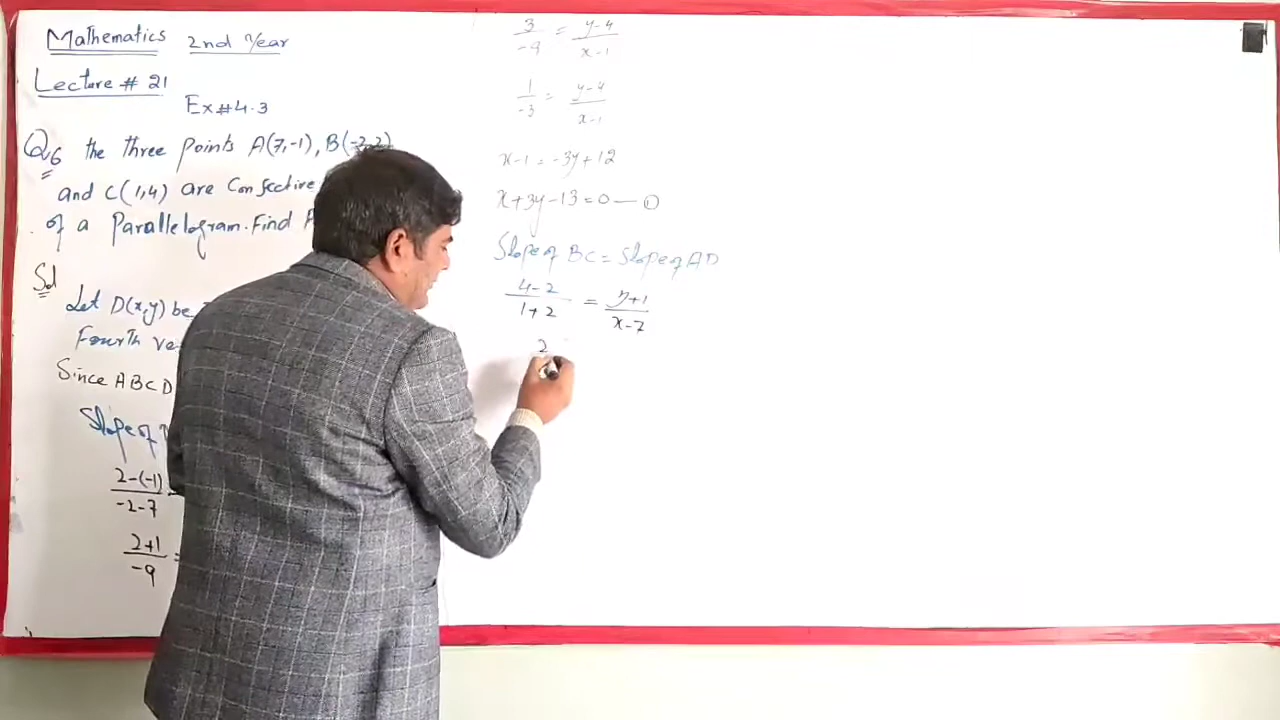 Mathematics 2nd Year
Lecture # 21
Ex#4.3
Q6 the three points A(7,-1), B(-2,2)
and C(1,4) are Consective
of a Parallelogram. Find
Sol
Let D(x,y) be
Fourth ve
Since ABCD
Slope of
2-(-1)
-2-7
2+1 =
-9
3/-9 = y-4/x-1
1/-3 = y-4/x-1
x-1 = -3y+12
x+3y-13=0 — ①
Slope of BC = Slope of AD
4-2/1+2 = y+1/x-7
2